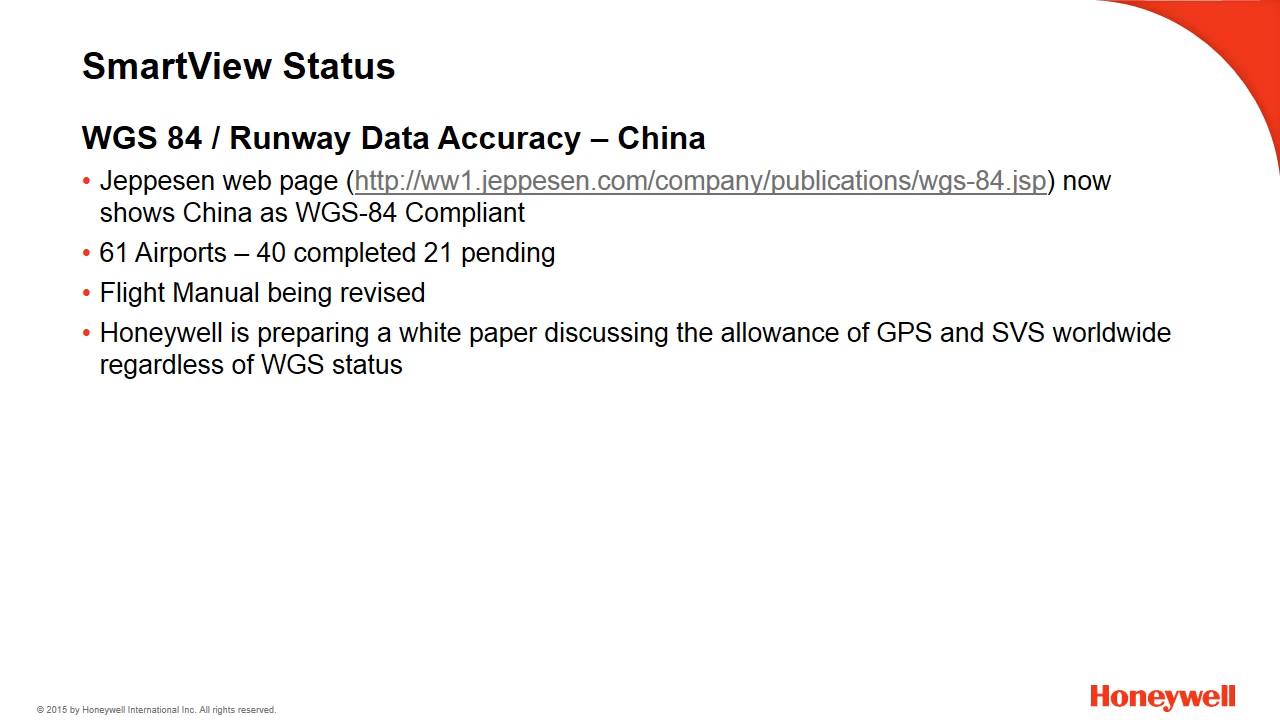 SmartView Status
WGS 84 / Runway Data Accuracy – China
• Jeppesen web page (http://ww1.jeppesen.com/company/publications/wgs-84.jsp) now
shows China as WGS-84 Compliant
• 61 Airports – 40 completed 21 pending
• Flight Manual being revised
• Honeywell is preparing a white paper discussing the allowance of GPS and SVS worldwide
regardless of WGS status
© 2015 by Honeywell International Inc. All rights reserved.
Honeywell